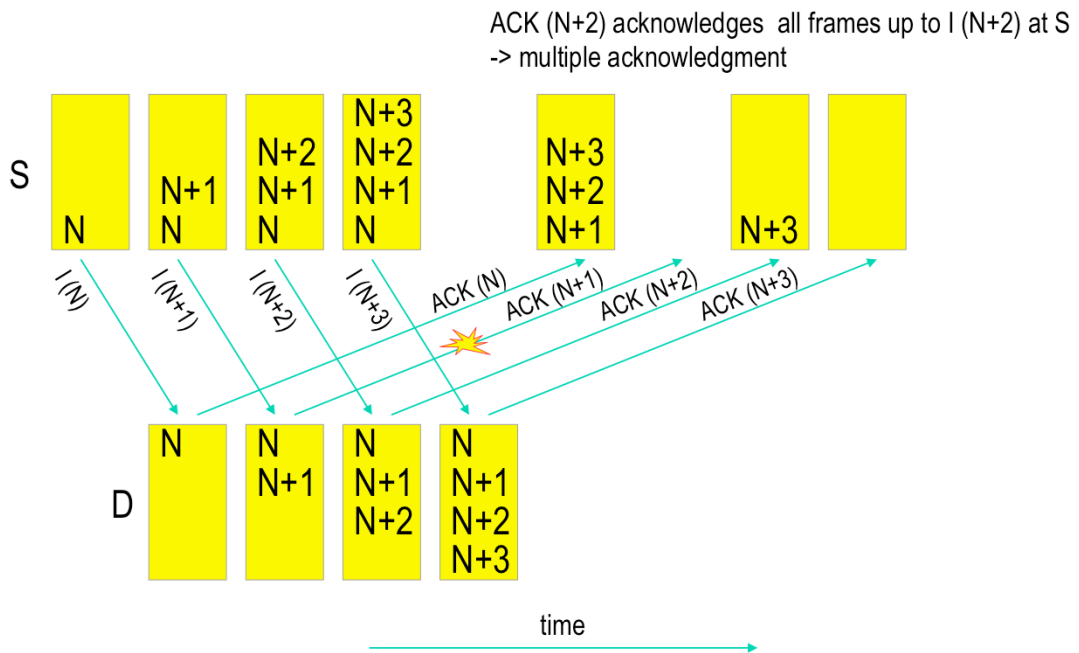 ACK (N+2) acknowledges all frames up to I (N+2) at S
-> multiple acknowledgment
S
N
N+1
N
N+2
N+1
N
N+3
N+2
N+1
N
N+3
N+2
N+1
N+3
I (N)
I (N+1)
I (N+2)
I (N+3)
ACK (N)
ACK (N+1)
ACK (N+2)
ACK (N+3)
D
N
N
N+1
N
N+1
N+2
N
N+1
N+2
N+3
time